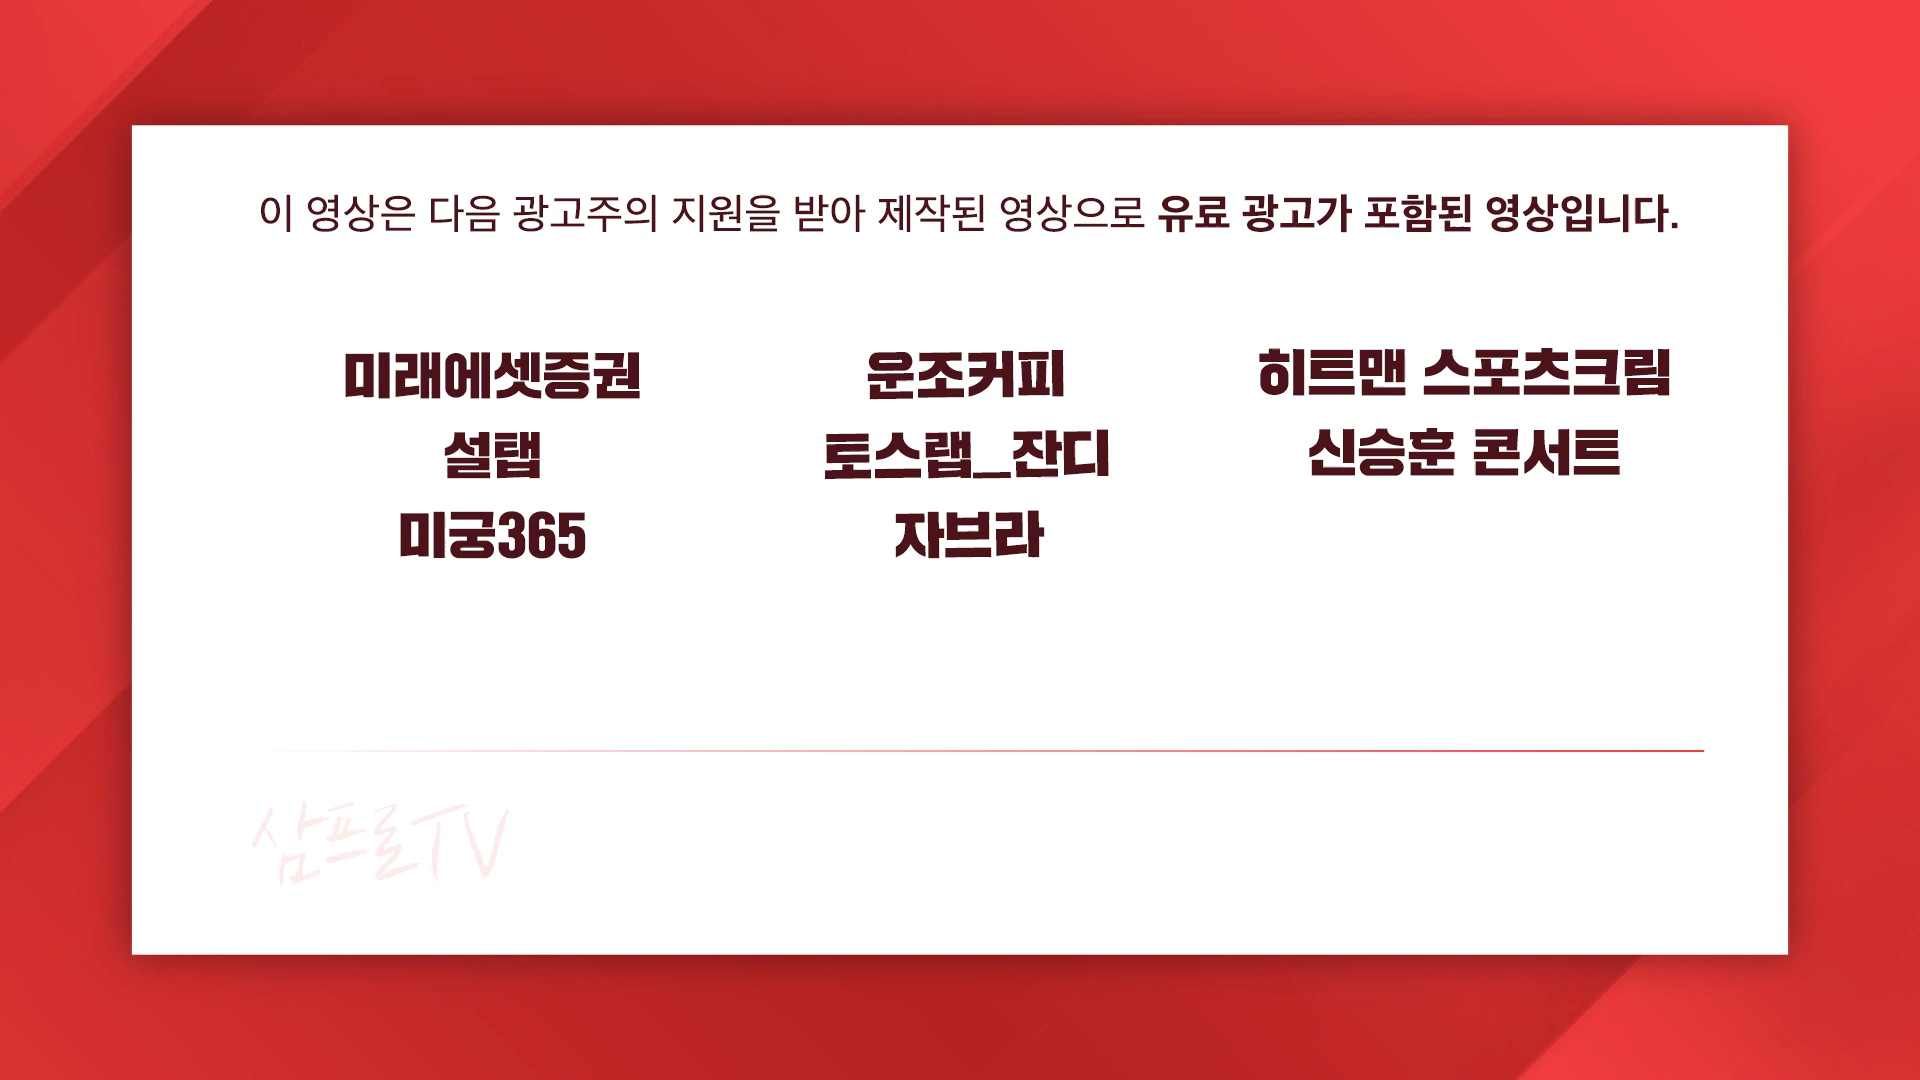 이 영상은 다음 광고주의 지원을 받아 제작된 영상으로 유료 광고가 포함된 영상입니다.
미래에셋증권
설탭
미궁365
운조커피
토스랩_잔디
자브라
히트맨 스포츠크림
신승훈 콘서트
삼프로TV